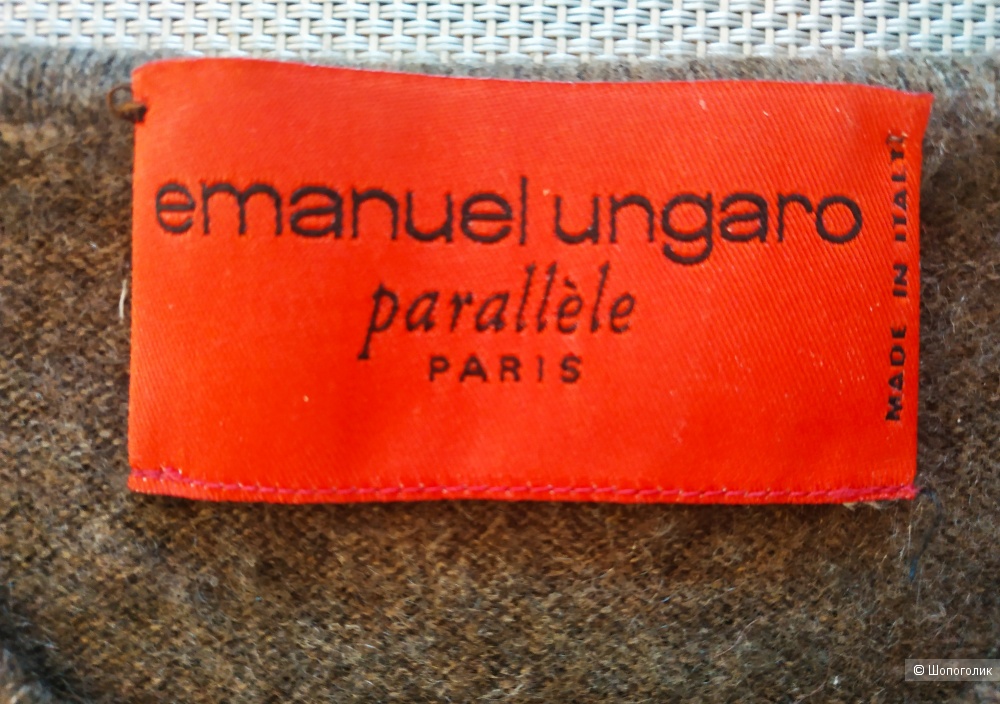 emanuel ungaro
parallèle
PARIS
MADE IN ITALY
© Шопоголик